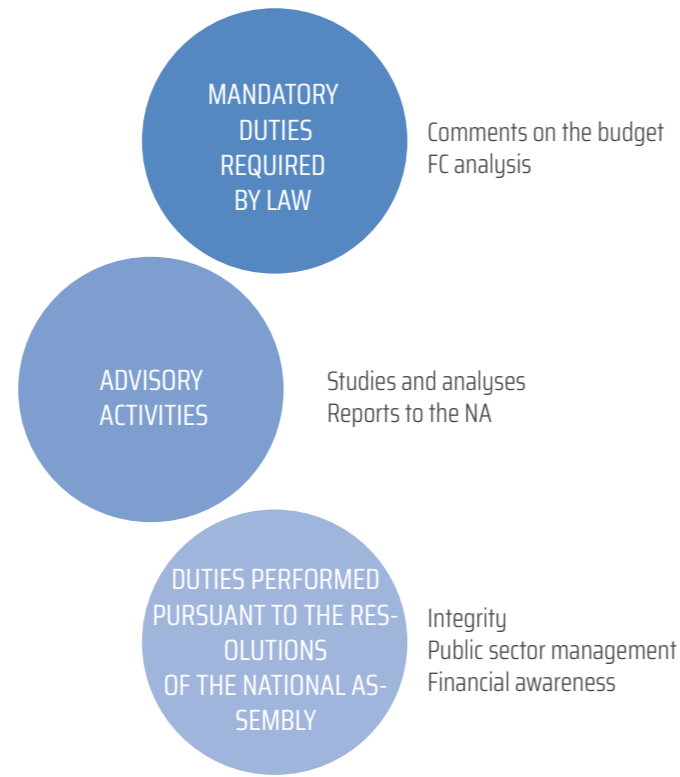 MANDATORY
DUTIES
REQUIRED
BY LAW
Comments on the budget
FC analysis
ADVISORY
ACTIVITIES
Studies and analyses
Reports to the NA
DUTIES PERFORMED
PURSUANT TO THE RES-
OLUTIONS
OF THE NATIONAL AS-
SEMBLY
Integrity
Public sector management
Financial awareness